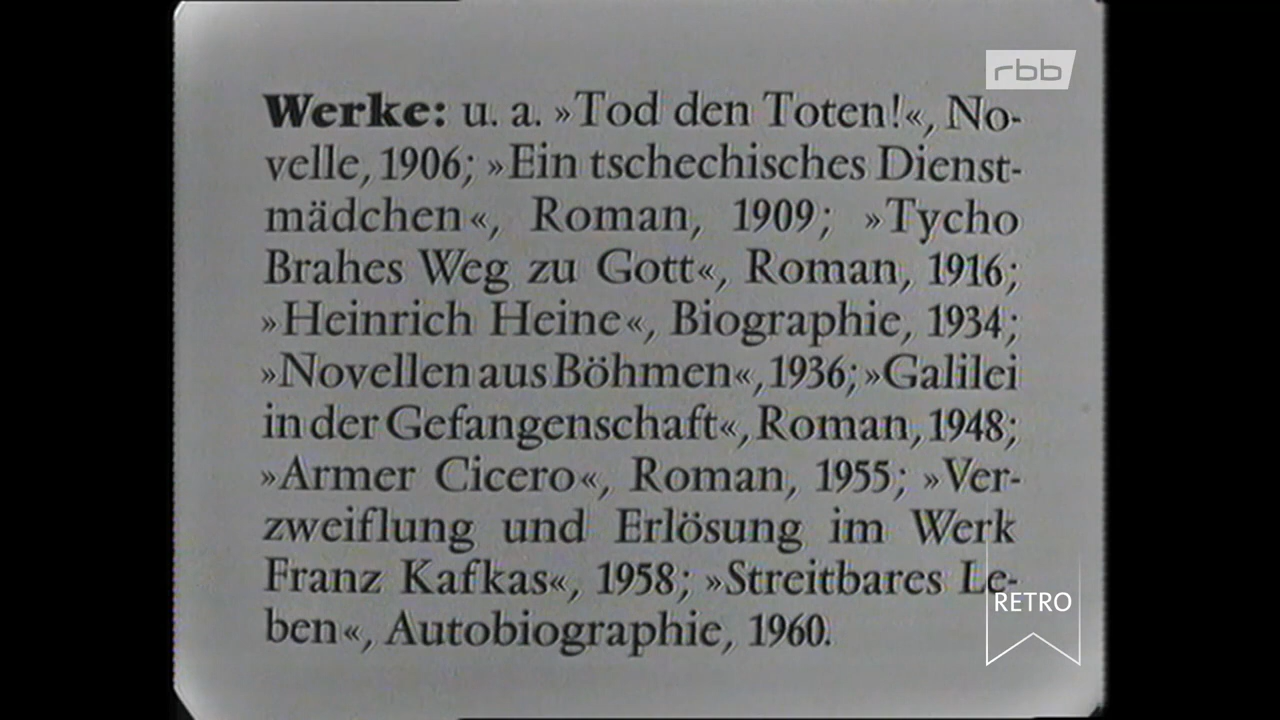 rbb
Werke: u. a. »Tod den Toten!«, No-
velle, 1906; »Ein tschechisches Dienst-
mädchen«, Roman, 1909; »Tycho
Brahes Weg zu Gott«, Roman, 1916;
»Heinrich Heine«, Biographie, 1934;
»Novellen aus Böhmen«, 1936; »Galilei
in der Gefangenschaft«, Roman, 1948;
»Armer Cicero«, Roman, 1955; »Ver-
zweiflung und Erlösung im Werk
Franz Kafkas«, 1958; »Streitbares Le-
ben«, Autobiographie, 1960.
RETRO